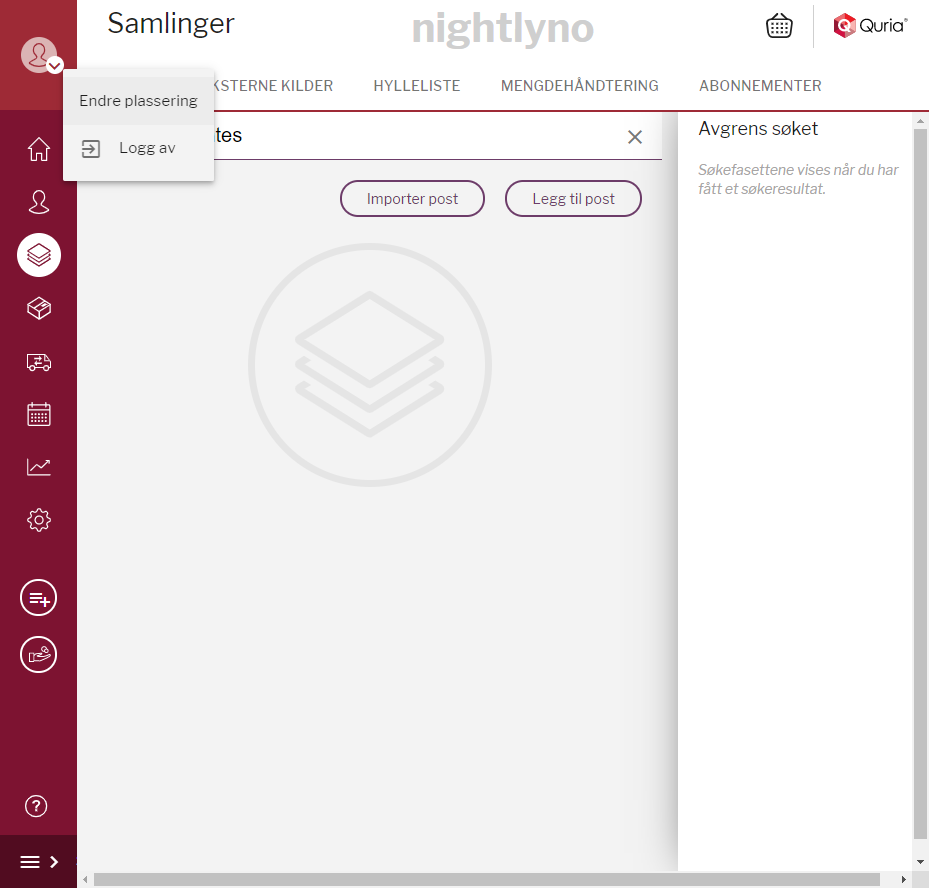 Samlinger
nightlyno
Quria
KSTERNE KILDER
HYLLELISTE
MENGDEHÅNDTERING
ABONNEMENTER
Endre plassering
Logg av
tes
Importer post
Legg til post
Avgrens søket
Søkefasettene vises når du har
fått et søkeresultat.
?